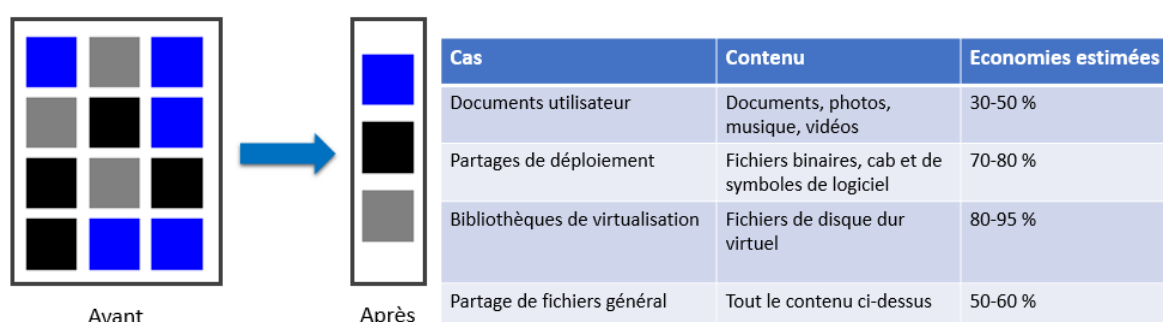 Avant
Après
Cas Contenu Economies estimées
Documents utilisateur Documents, photos, 30-50 %
musique, vidéos
Partages de déploiement Fichiers binaires, cab et de 70-80 %
symboles de logiciel
Bibliothèques de virtualisation Fichiers de disque dur 80-95 %
virtuel
Partage de fichiers général Tout le contenu ci-dessus 50-60 %